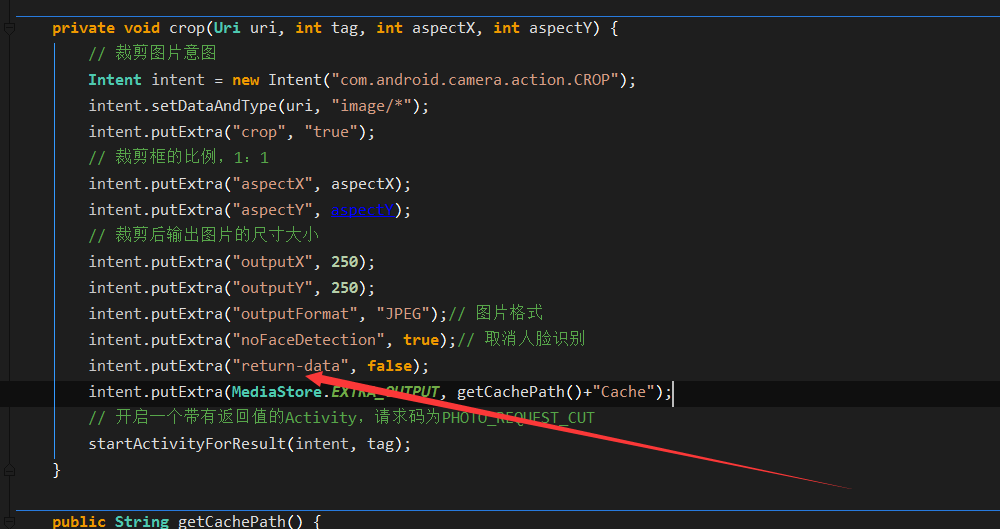 private void crop(Uri uri, int tag, int aspectX, int aspectY) {
// 裁剪图片意图
Intent intent = new Intent("com.android.camera.action.CROP");
intent.setDataAndType(uri, "image/*");
intent.putExtra("crop", "true");
// 裁剪框的比例，1：1
intent.putExtra("aspectX", aspectX);
intent.putExtra("aspectY", aspectY);
// 裁剪后输出图片的尺寸大小
intent.putExtra("outputX", 250);
intent.putExtra("outputY", 250);
intent.putExtra("outputFormat", "JPEG");// 图片格式
intent.putExtra("noFaceDetection", true);// 取消人脸识别
intent.putExtra("return-data", false);
intent.putExtra(MediaStore.EXTRA_OUTPUT, getCachePath()+"Cache");
// 开启一个带有返回值的Activity，请求码为PHOTO_REQUEST_CUT
startActivityForResult(intent, tag);
}
public String getCachePath() {